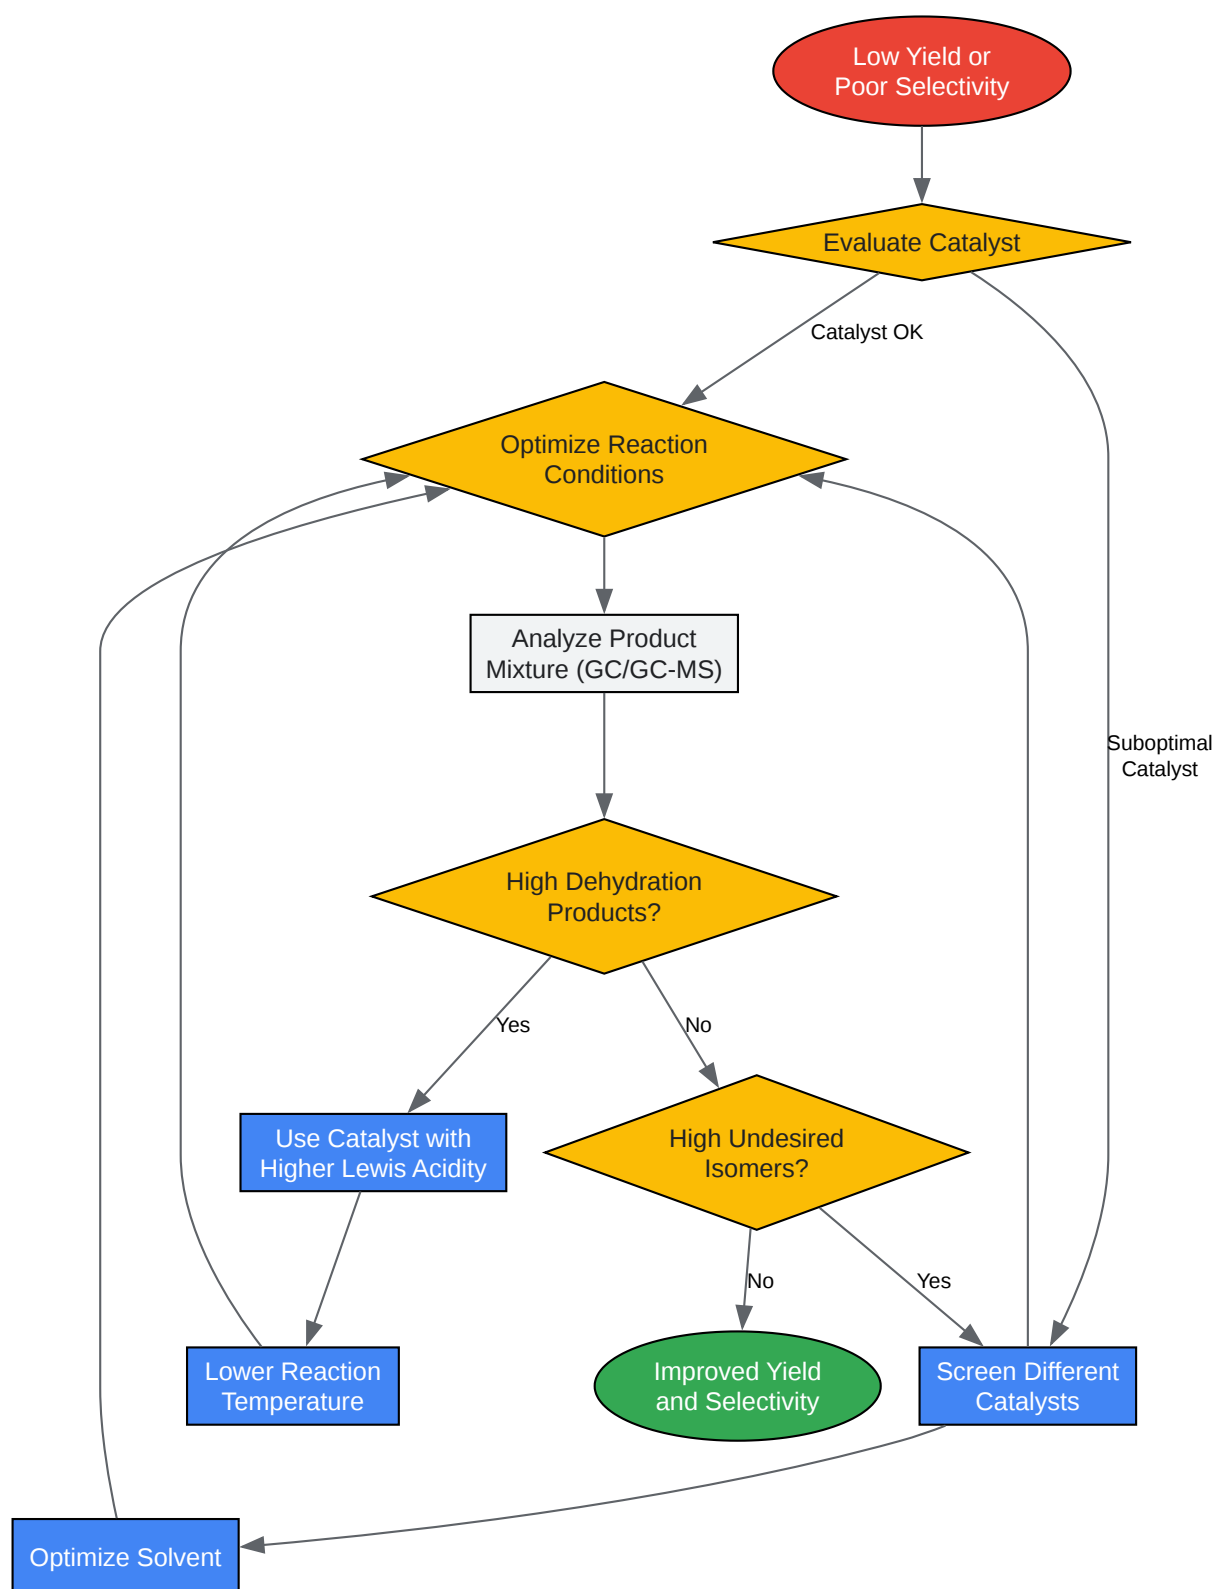 Low Yield or
Poor Selectivity
Evaluate Catalyst
Catalyst OK
Optimize Reaction
Conditions
Analyze Product
Mixture (GC/GC-MS)
Suboptimal
Catalyst
High Dehydration
Products?
Yes
No
Use Catalyst with
Higher Lewis Acidity
High Undesired
Isomers?
No
Yes
Lower Reaction
Temperature
Improved Yield
and Selectivity
Screen Different
Catalysts
Optimize Solvent